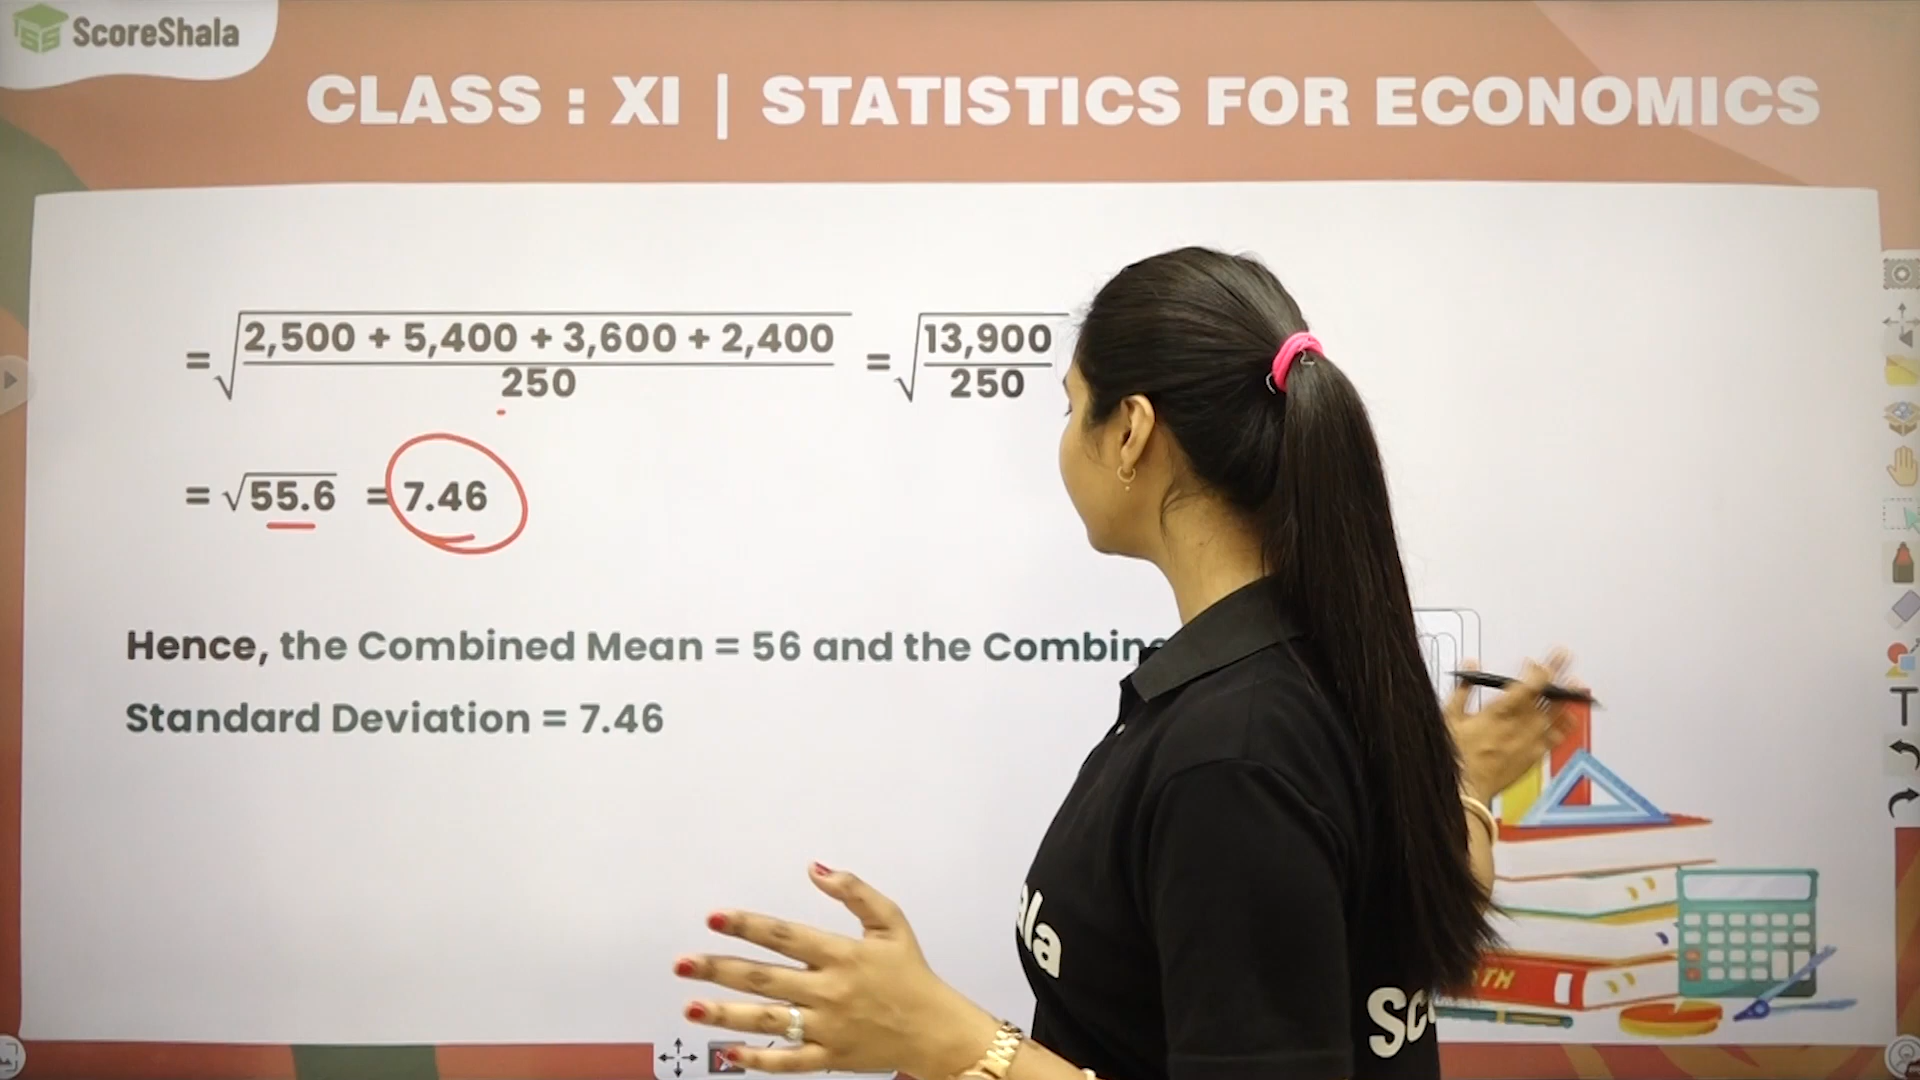 ScoreShala
CLASS : XI | STATISTICS FOR ECONOMICS
= √(2,500 + 5,400 + 3,600 + 2,400 / 250) = √(13,900 / 250)
= √55.6 = 7.46
Hence, the Combined Mean = 56 and the
Standard Deviation = 7.46
T